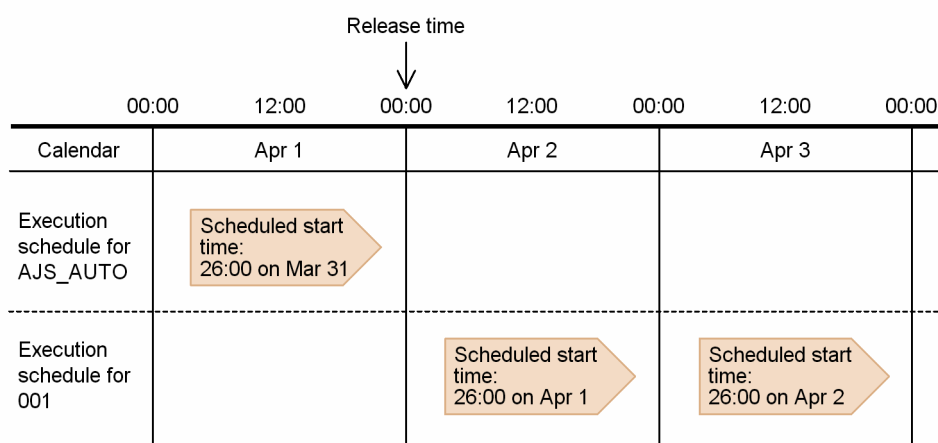 Release time
00:00 12:00 00:00 12:00 00:00 12:00 00:00
Calendar Apr 1 Apr 2 Apr 3
Execution
schedule for
AJS_AUTO
Scheduled start
time:
26:00 on Mar 31
Execution
schedule for
001
Scheduled start
time:
26:00 on Apr 1
Scheduled start
time:
26:00 on Apr 2